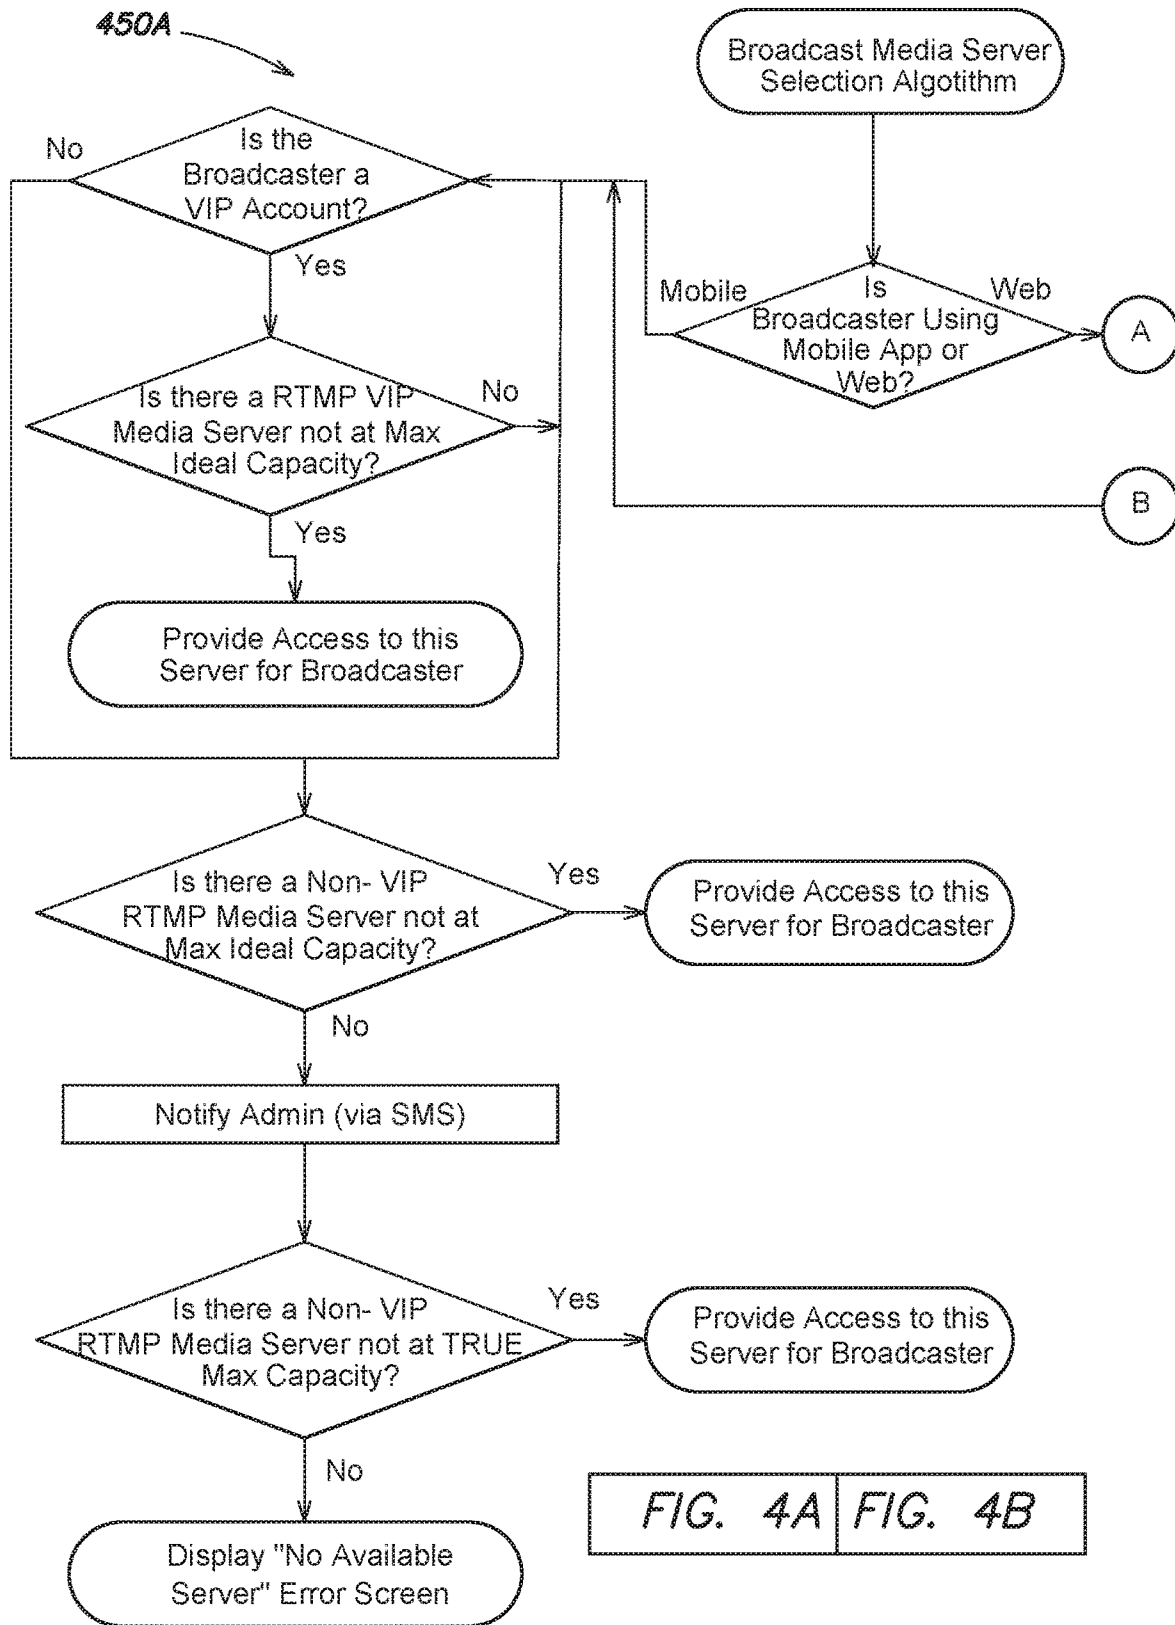 450A
Broadcast Media Server
Selection Algotithm
Is the
Broadcaster a
VIP Account?
No
Yes
Mobile
Is
Broadcaster Using
Mobile App or
Web?
Web
A
Is there a RTMP VIP
Media Server not at Max
Ideal Capacity?
No
Yes
B
Provide Access to this
Server for Broadcaster
Is there a Non- VIP
RTMP Media Server not at
Max Ideal Capacity?
Yes
Provide Access to this
Server for Broadcaster
No
Notify Admin (via SMS)
Is there a Non- VIP
RTMP Media Server not at TRUE
Max Capacity?
Yes
Provide Access to this
Server for Broadcaster
No
Display "No Available
Server" Error Screen
FIG. 4A
FIG. 4B